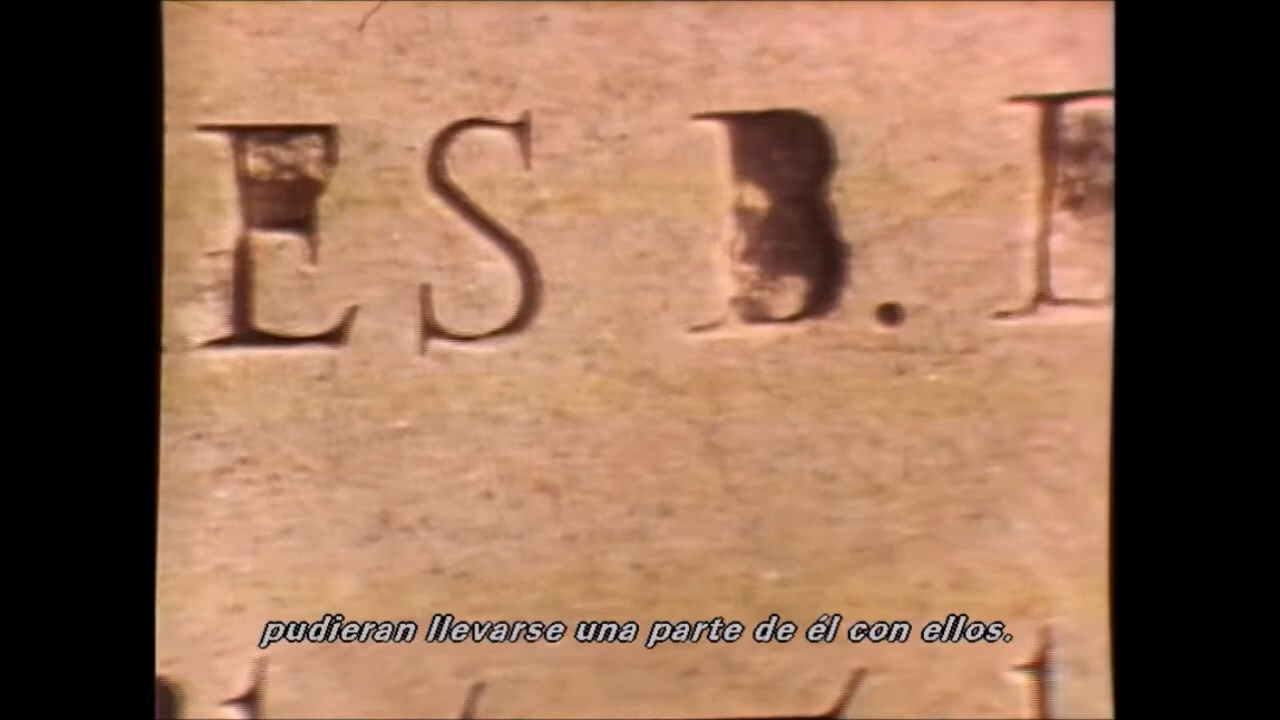 ES B.
pudieran llevarse una parte de él con ellos.